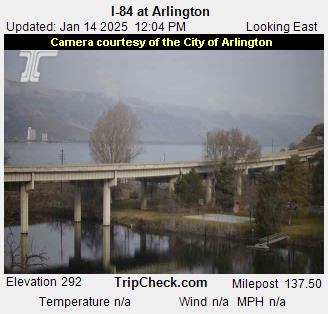 I-84 at Arlington
Updated: Jan 14 2025 12:04 PM Looking East
Camera courtesy of the City of Arlington
Elevation 292 TripCheck.com Milepost 137.50
Temperature n/a Wind n/a MPH n/a